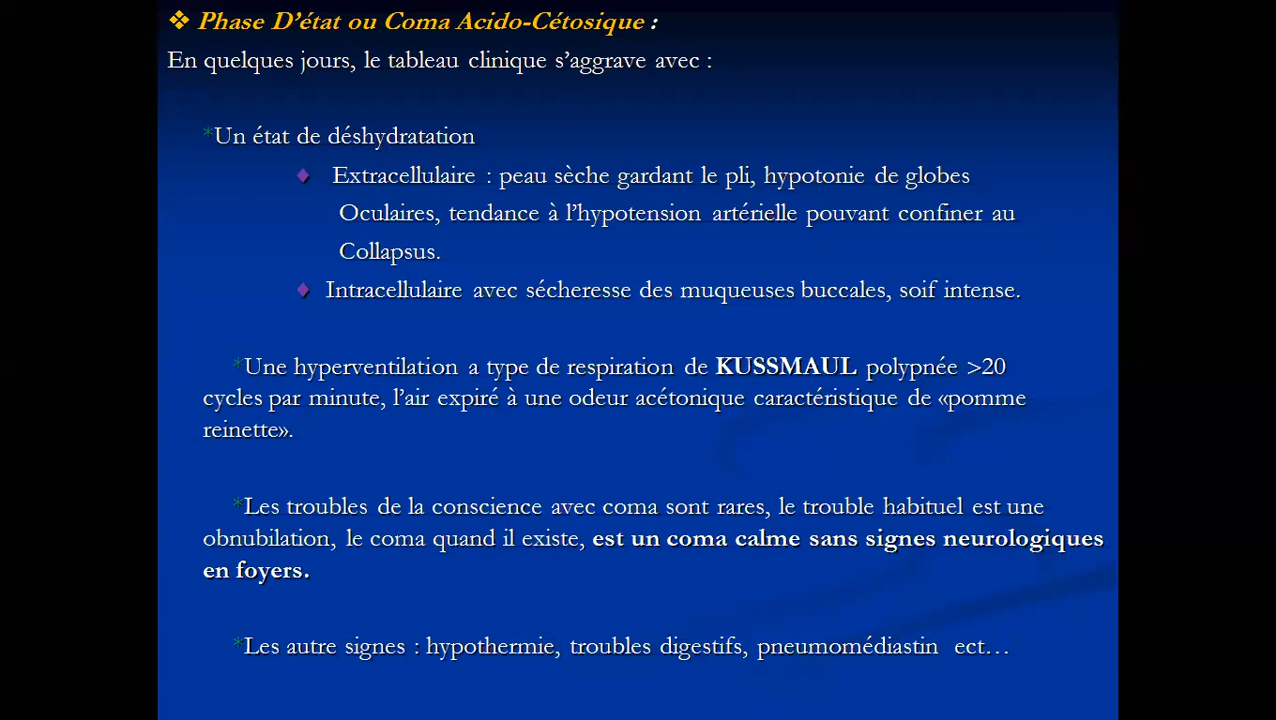 ❖ Phase D’état ou Coma Acido-Cétosique :
En quelques jours, le tableau clinique s’aggrave avec :
*Un état de déshydratation
♦ Extracellulaire : peau sèche gardant le pli, hypotonie de globes
Oculaires, tendance à l’hypotension artérielle pouvant confiner au
Collapsus.
♦ Intracellulaire avec sécheresse des muqueuses buccales, soif intense.
*Une hyperventilation a type de respiration de KUSSMAUL polypnée >20
cycles par minute, l’air expiré à une odeur acétonique caractéristique de «pomme
reinette».
*Les troubles de la conscience avec coma sont rares, le trouble habituel est une
obnubilation, le coma quand il existe, est un coma calme sans signes neurologiques
en foyers.
*Les autre signes : hypothermie, troubles digestifs, pneumomédiastin ect…